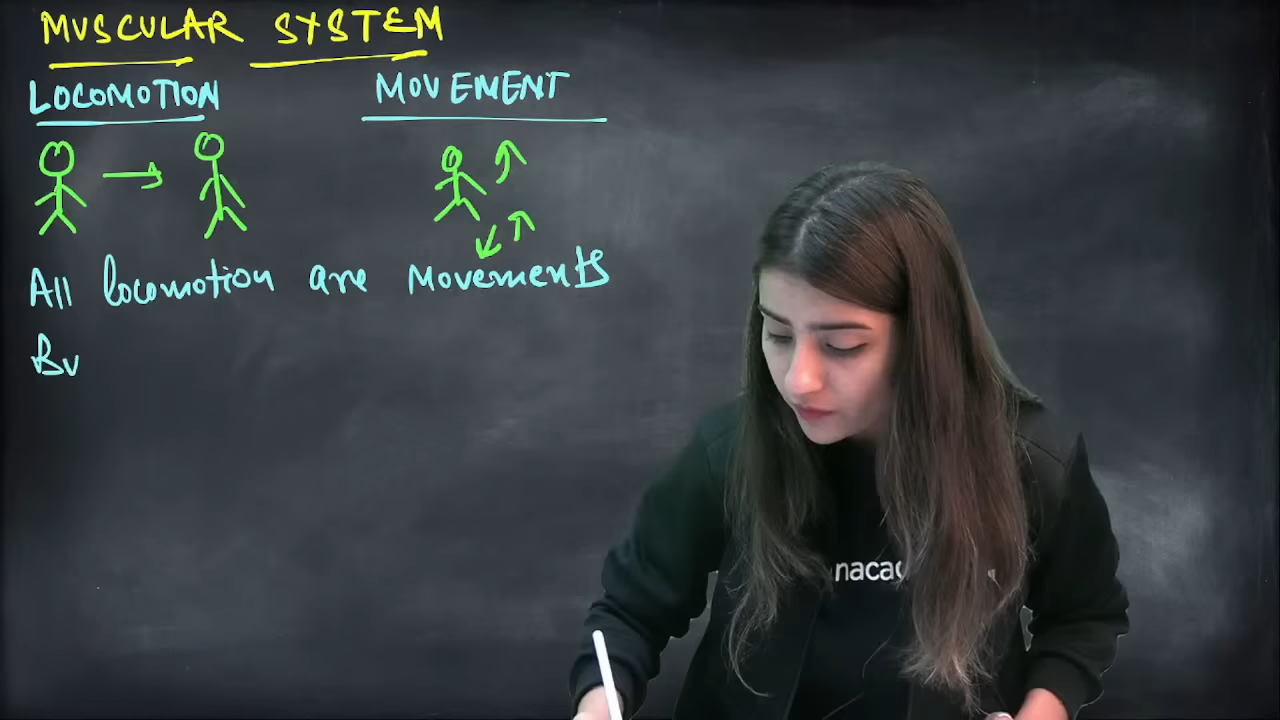 MUSCULAR SYSTEM
LOCOMOTION MOVEMENT
All locomotion are Movements
Bu
nacad